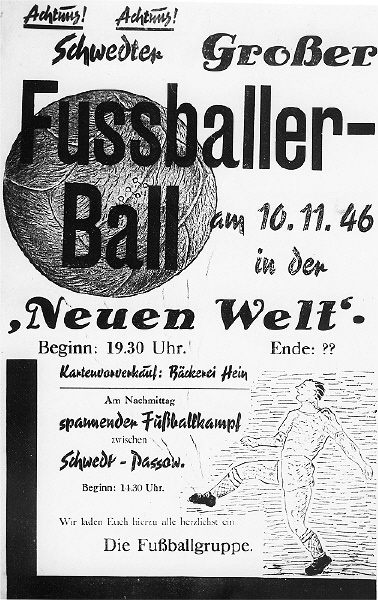 Achtung! Achtung!
Schwedter Großer
Fussballer-
Ball am 10.11.46
in der
‚Neuen Welt‘-
Beginn: 19.30 Uhr. Ende: ??
Kartenvorverkauf: Bäckerei Hein
Am Nachmittag
spannender Fußballkampf
zwischen
Schwedt - Passow.
Beginn: 14.30 Uhr.
Wir laden Euch hierzu alle herzlichst ein
Die Fußballgruppe.